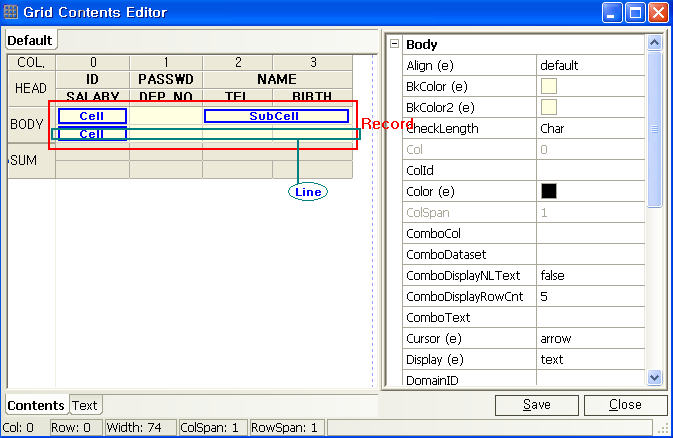 Grid Contents Editor
Default
COL. 0 1 2 3
HEAD ID PASSWD NAME
SALARY DEP_NO TEL BIRTH
BODY Cell SubCell
Cell
Record
SUM
Line
Contents Text
Col: 0 Row: 0 Width: 74 ColSpan: 1 RowSpan: 1
Body
Align (e) default
BkColor (e)
BkColor2 (e)
CheckLength Char
Col 0
ColId
Color (e)
ColSpan 1
ComboCol
ComboDataset
ComboDisplayNLText false
ComboDisplayRowCnt 5
ComboText
Cursor (e) arrow
Display (e) text
DomainID
Save Close